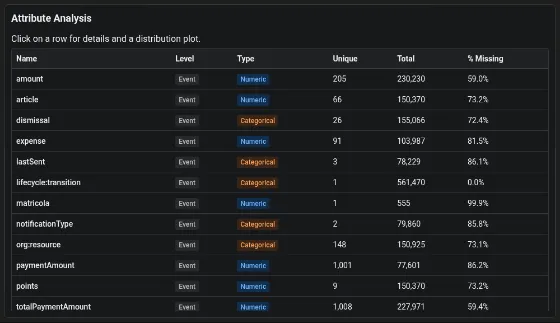 Attribute Analysis
Click on a row for details and a distribution plot.
Name Level Type Unique Total % Missing
amount Event Numeric 205 230,230 59.0%
article Event Numeric 66 150,370 73.2%
dismissal Event Categorical 26 155,066 72.4%
expense Event Numeric 91 103,987 81.5%
lastSent Event Categorical 3 78,229 86.1%
lifecycle:transition Event Categorical 1 561,470 0.0%
matricola Event Numeric 1 555 99.9%
notificationType Event Categorical 2 79,860 85.8%
org:resource Event Categorical 148 150,925 73.1%
paymentAmount Event Numeric 1,001 77,601 86.2%
points Event Numeric 9 150,370 73.2%
totalPaymentAmount Event Numeric 1,008 227,971 59.4%